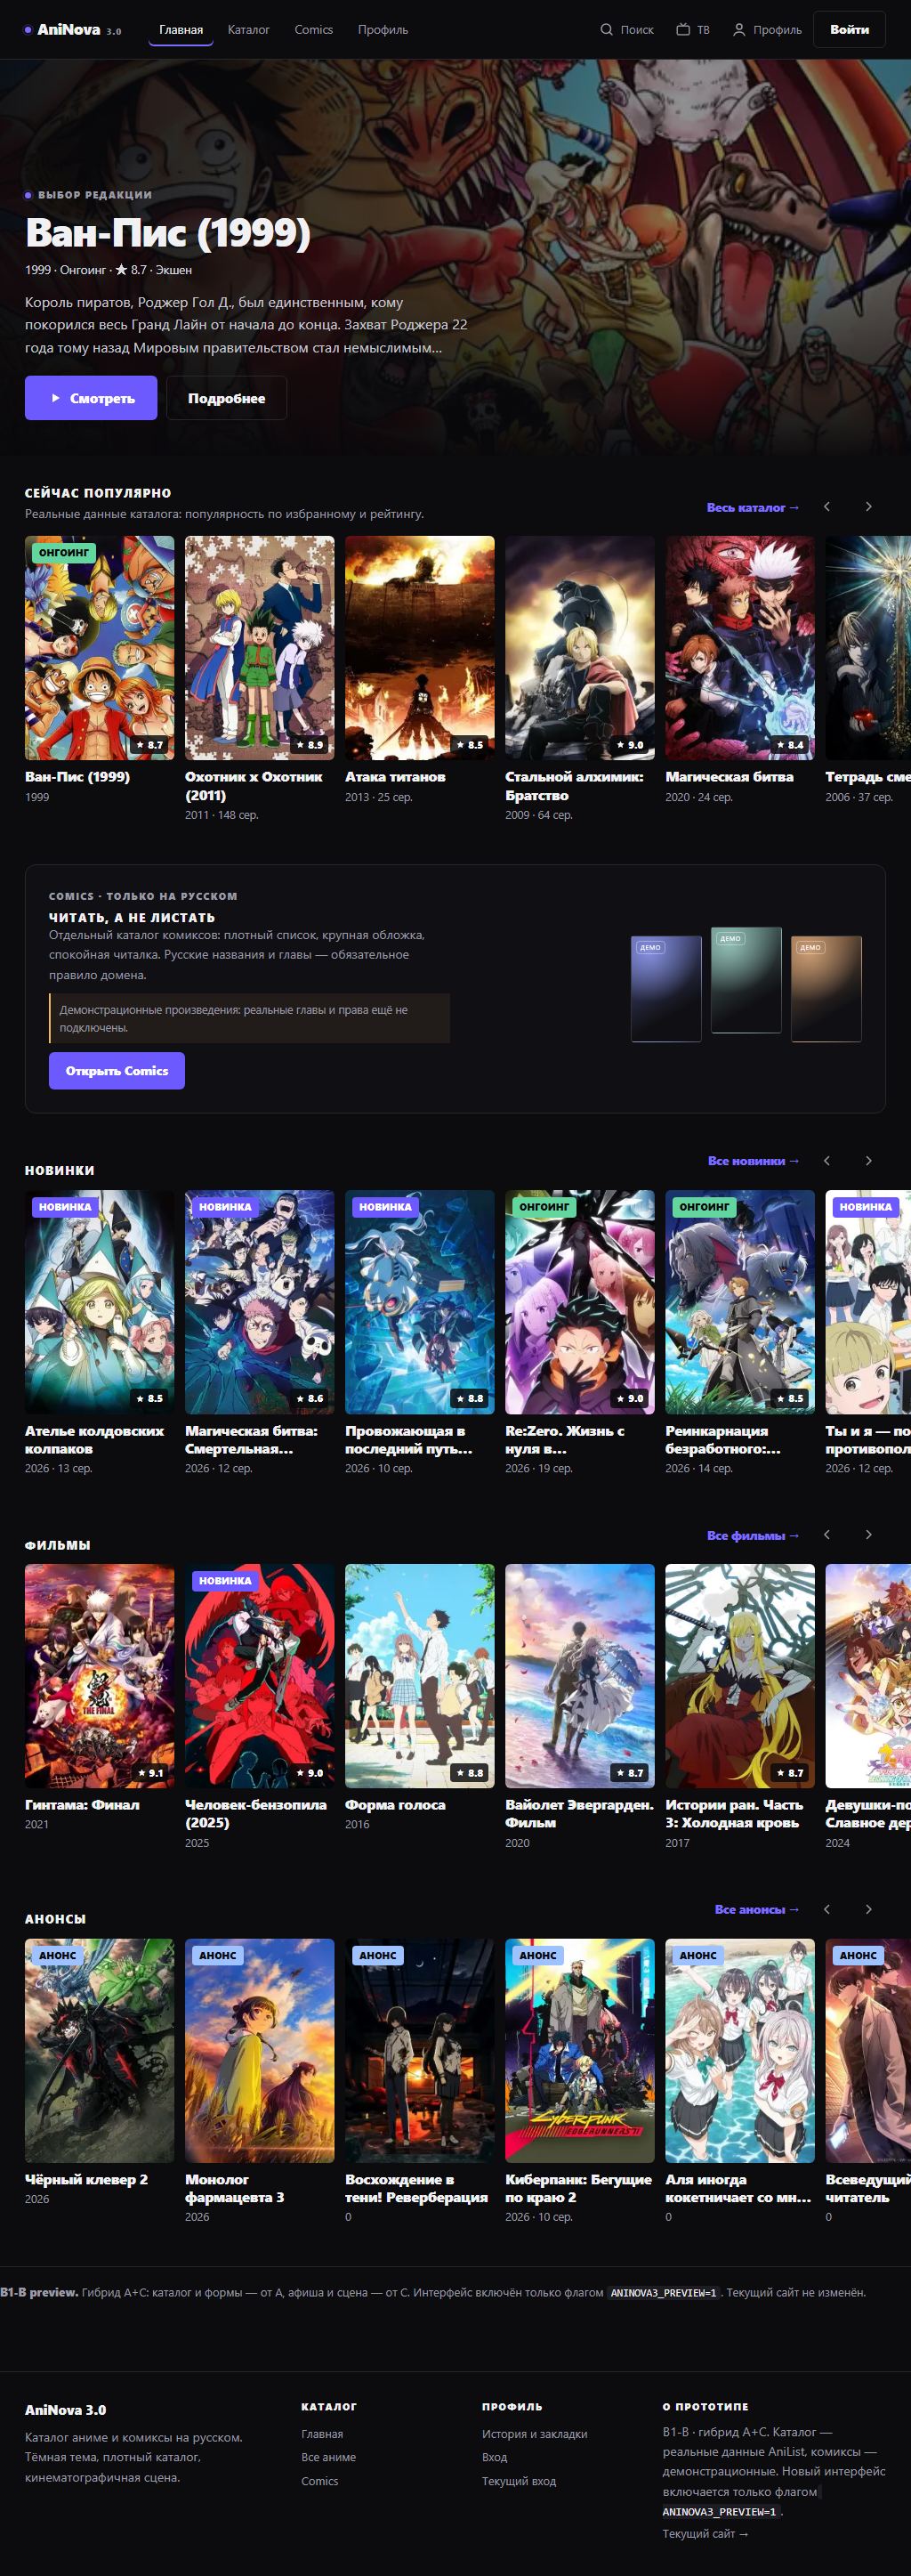 AniNova 3.0
Главная
Каталог
Comics
Профиль
Поиск
ТВ
Профиль
Войти
ВЫБОР РЕДАКЦИИ
Ван-Пис (1999)
1999 · Онгоинг · ★ 8.7 · Экшен
Король пиратов, Роджер Гол Д., был единственным, кому
покорился весь Гранд Лайн от начала до конца. Захват Роджера 22
года тому назад Мировым правительством стал немыслимым...
Смотреть
Подробнее
СЕЙЧАС ПОПУЛЯРНО
Реальные данные каталога: популярность по избранному и рейтингу.
Весь каталог →
ОНГОИНГ
★ 8.7
★ 8.9
★ 8.5
★ 9.0
★ 8.4
Ван-Пис (1999)
1999
Охотник х Охотник
(2011)
2011 · 148 сер.
Атака титанов
2013 · 25 сер.
Стальной алхимик:
Братство
2009 · 64 сер.
Магическая битва
2020 · 24 сер.
Тетрадь сме
2006 · 37 сер.
COMICS · ТОЛЬКО НА РУССКОМ
ЧИТАТЬ, А НЕ ЛИСТАТЬ
Отдельный каталог комиксов: плотный список, крупная обложка,
спокойная читалка. Русские названия и главы — обязательное
правило домена.
Демонстрационные произведения: реальные главы и права ещё не
подключены.
Открыть Comics
ДЕМО
ДЕМО
ДЕМО
НОВИНКИ
Все новинки →
НОВИНКА
НОВИНКА
НОВИНКА
ОНГОИНГ
ОНГОИНГ
НОВИНКА
★ 8.5
★ 8.6
★ 8.8
★ 9.0
★ 8.5
Ателье колдовских
колпаков
2026 · 13 сер.
Магическая битва:
Смертельная...
2026 · 12 сер.
Провожающая в
последний путь...
2026 · 10 сер.
Re:Zero. Жизнь с
нуля в...
2026 · 19 сер.
Реинкарнация
безработного:...
2026 · 14 сер.
Ты и я — по
противопол
2026 · 12 сер.
ФИЛЬМЫ
Все фильмы →
НОВИНКА
THE FINAL
★ 9.1
★ 9.0
★ 8.8
★ 8.7
★ 8.7
Гинтама: Финал
2021
Человек-бензопила
(2025)
2025
Форма голоса
2016
Вайолет Эвергарден.
Фильм
2020
Истории ран. Часть
3: Холодная кровь
2017
Девушки-по
Славное дер
2024
АНОНСЫ
Все анонсы →
АНОНС
АНОНС
АНОНС
АНОНС
АНОНС
АНОНС
Cyberpunk
EDGERUNNERS
Чёрный клевер 2
2026
Монолог
фармацевта 3
2026
Восхождение в
тени! Реверберация
0
Киберпанк: Бегущие
по краю 2
2026 · 10 сер.
Аля иногда
кокетничает со мн...
0
Всеведущий
читатель
0
B1-B preview. Гибрид A+C: каталог и формы — от A, афиша и сцена — от C. Интерфейс включён только флагом ANINOVA3_PREVIEW=1. Текущий сайт не изменён.
AniNova 3.0
Каталог аниме и комиксы на русском.
Тёмная тема, плотный каталог,
кинематографичная сцена.
КАТАЛОГ
Главная
Все аниме
Comics
ПРОФИЛЬ
История и закладки
Вход
Текущий вход
О ПРОТОТИПЕ
B1-B · гибрид A+C. Каталог —
реальные данные AniList, комиксы —
демонстрационные. Новый интерфейс
включается только флагом
ANINOVA3_PREVIEW=1.
Текущий сайт →